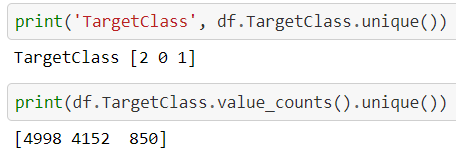 print('TargetClass', df.TargetClass.unique())
TargetClass [2 0 1]
print(df.TargetClass.value_counts().unique())
[4998 4152  850]